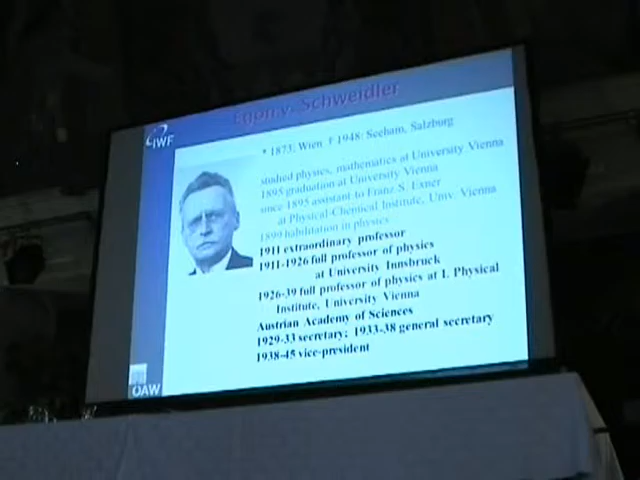 Egon v. Schweidler
IWF
* 1873, Wien † 1948: Seeham, Salzburg
studied physics, mathematics at University Vienna
1895 graduation at University Vienna
since 1895 assistant to Franz S. Exner
at Physical-Chemical Institute, Univ. Vienna
1899 habilitation in physics
1911 extraordinary professor
1911-1926 full professor of physics
at University Innsbruck
1926-39 full professor of physics at I. Physical
Institute, University Vienna
Austrian Academy of Sciences
1929-33 secretary; 1933-38 general secretary
1938-45 vice-president
OAW